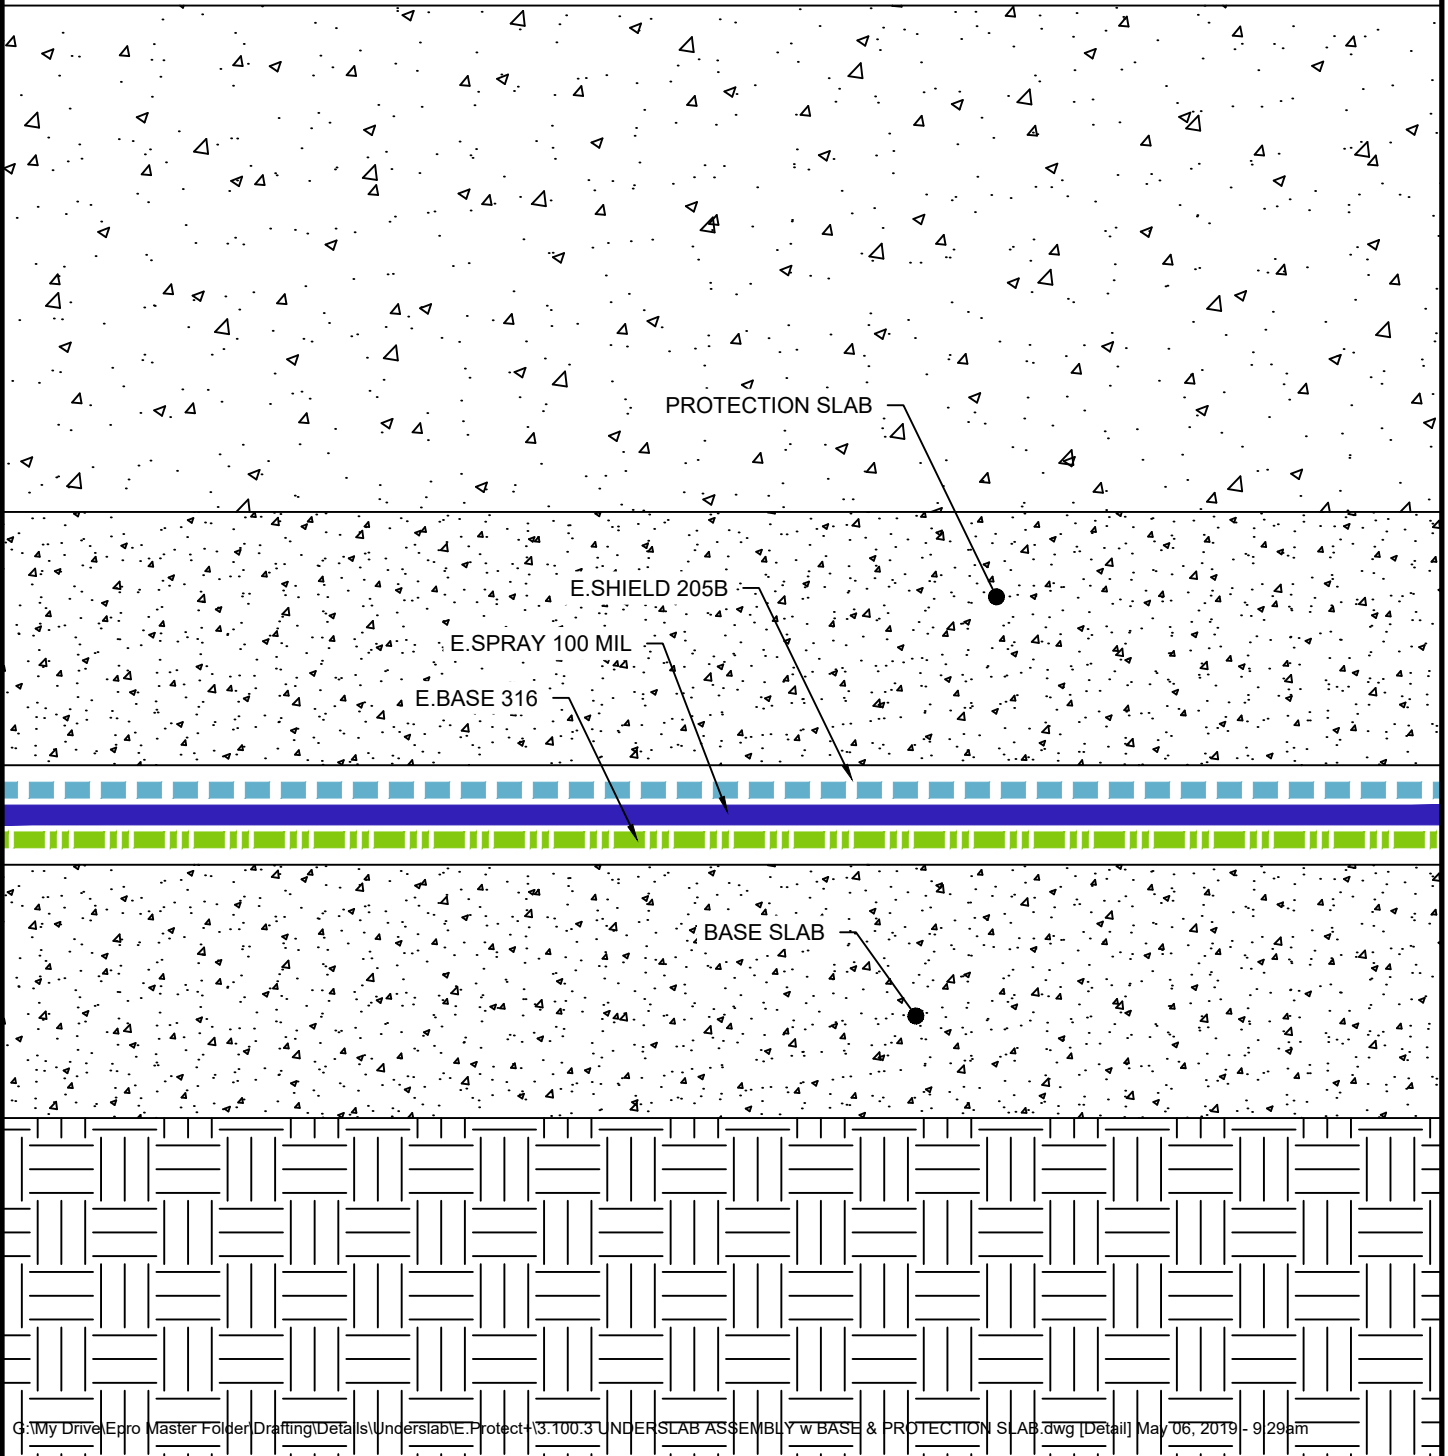 PROTECTION SLAB
E.SHIELD 205B
E.SPRAY 100 MIL
E.BASE 316
BASE SLAB
G:\My Drive\Epro Master Folder\Drafting\Details\Underslab\E.Protect+\3.100.3 UNDERSLAB ASSEMBLY w BASE & PROTECTION SLAB.dwg [Detail] May 06, 2019 - 9:29am